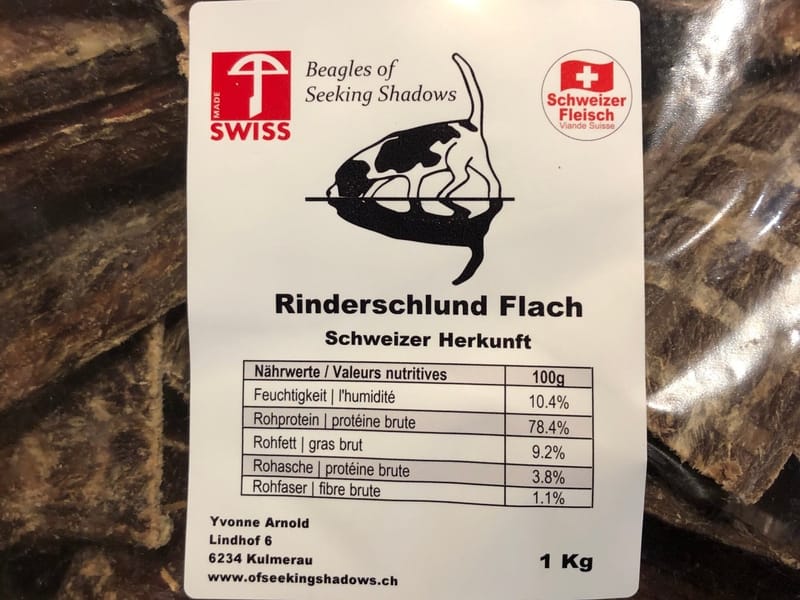 MADE
SWISS
Beagles of
Seeking Shadows
Schweizer
Fleisch
Viande Suisse
Rinderschlund Flach
Schweizer Herkunft
Nährwerte / Valeurs nutritives 100g
Feuchtigkeit | l'humidité 10.4%
Rohprotein | protéine brute 78.4%
Rohfett | gras brut 9.2%
Rohasche | protéine brute 3.8%
Rohfaser | fibre brute 1.1%
Yvonne Arnold
Lindhof 6
6234 Kulmerau
www.ofseekingshadows.ch
1 Kg